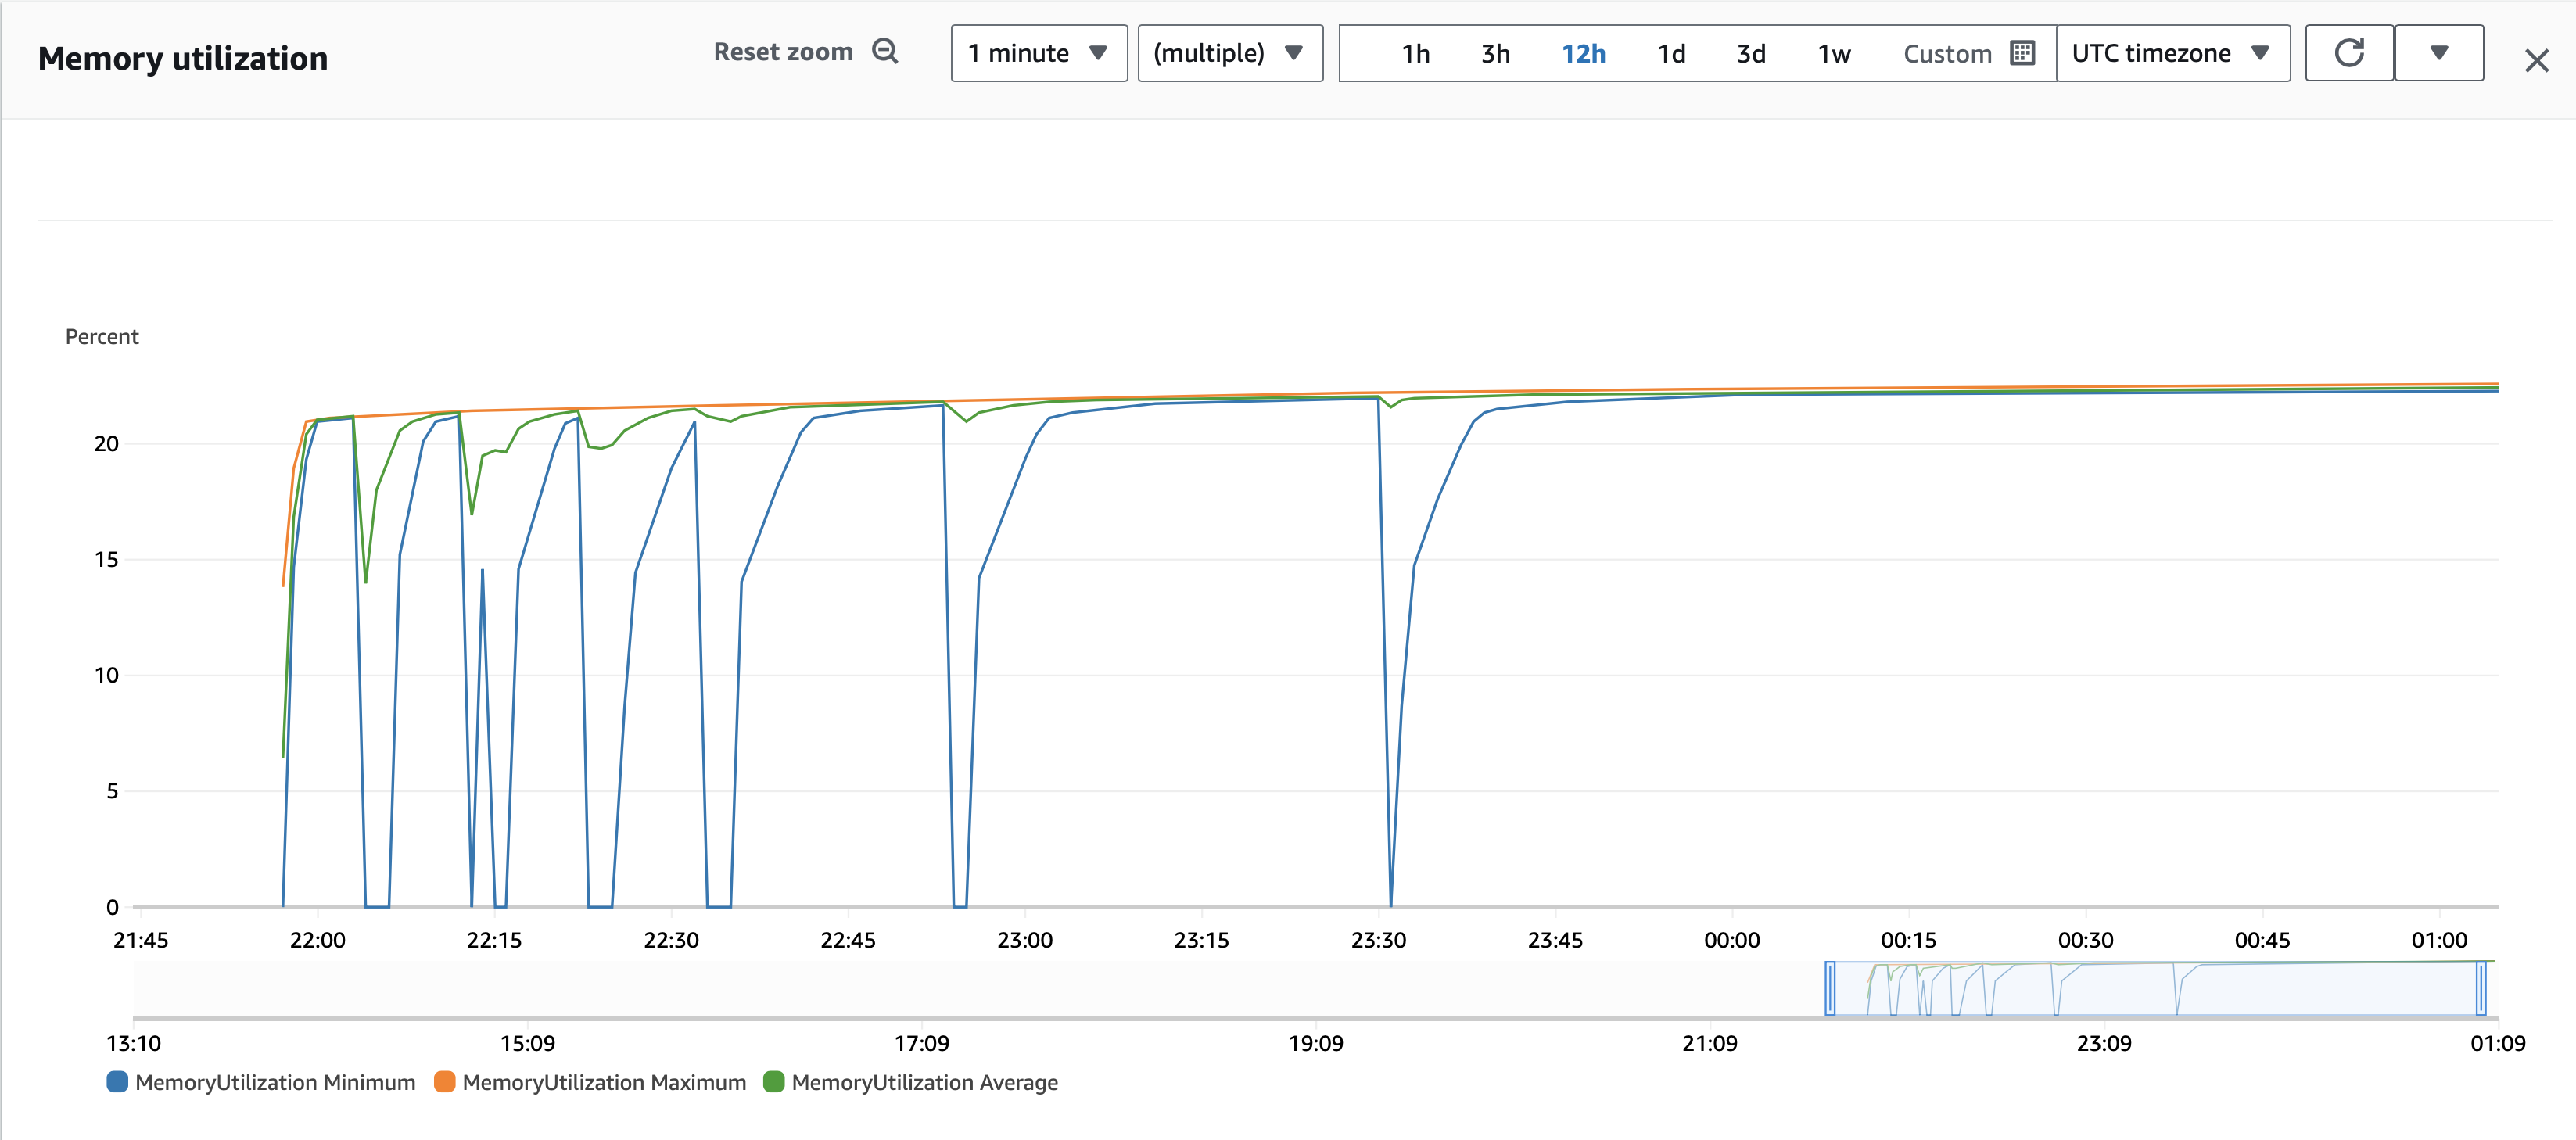 Memory utilization
Reset zoom
1 minute
(multiple)
1h 3h 12h 1d 3d 1w Custom
UTC timezone
Percent
20
15
10
5
0
21:45 22:00 22:15 22:30 22:45 23:00 23:15 23:30 23:45 00:00 00:15 00:30 00:45 01:00
13:10 15:09 17:09 19:09 21:09 23:09 01:09
MemoryUtilization Minimum MemoryUtilization Maximum MemoryUtilization Average